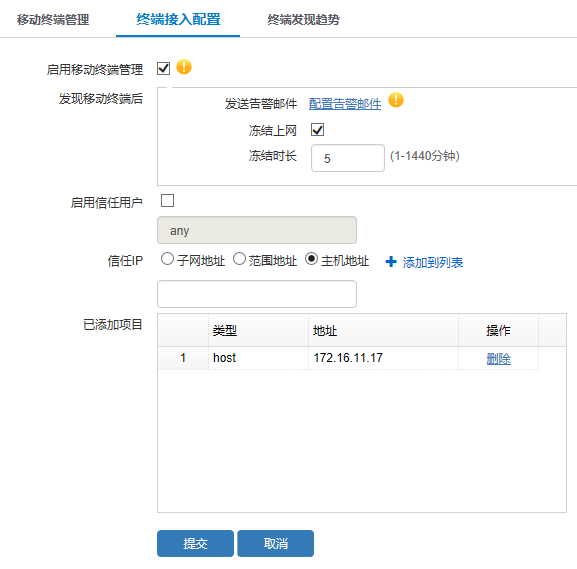 移动终端管理 终端接入配置 终端发现趋势
启用移动终端管理
发现移动终端后
发送告警邮件 配置告警邮件
冻结上网
冻结时长 5 (1-1440分钟)
启用信任用户
any
信任IP 子网地址 范围地址 主机地址 添加到列表
已添加项目
类型 地址 操作
1 host 172.16.11.17 删除
提交 取消